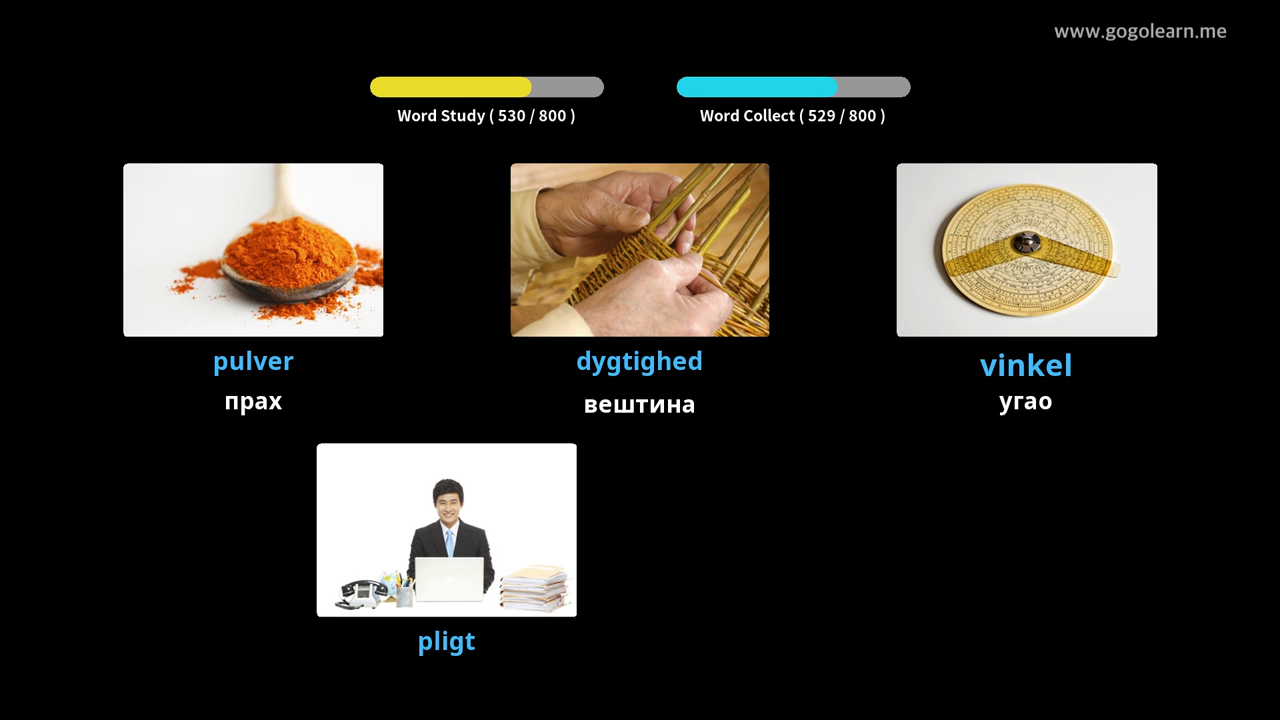 www.gogolearn.me
Word Study ( 530 / 800 )
Word Collect ( 529 / 800 )
pulver
прах
dygtighed
вештина
vinkel
угао
pligt